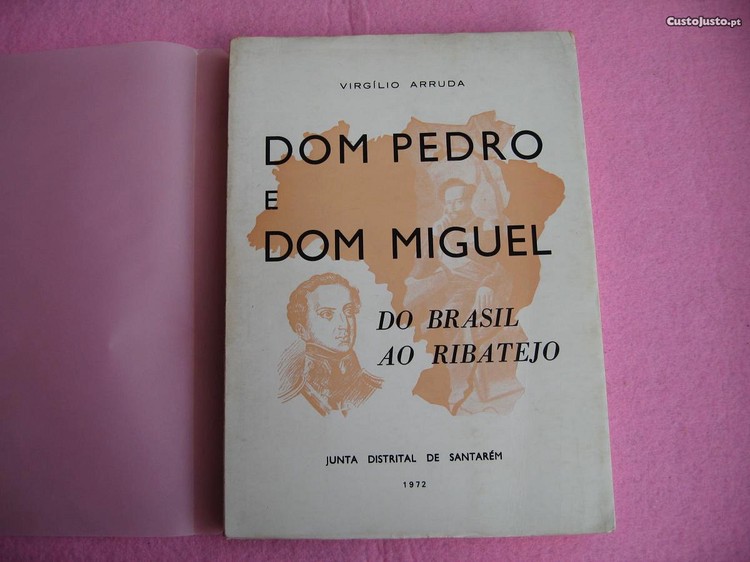 CustoJusto.pt
VIRGÍLIO ARRUDA
DOM PEDRO
E
DOM MIGUEL
DO BRASIL
AO RIBATEJO
JUNTA DISTRITAL DE SANTARÉM
1972